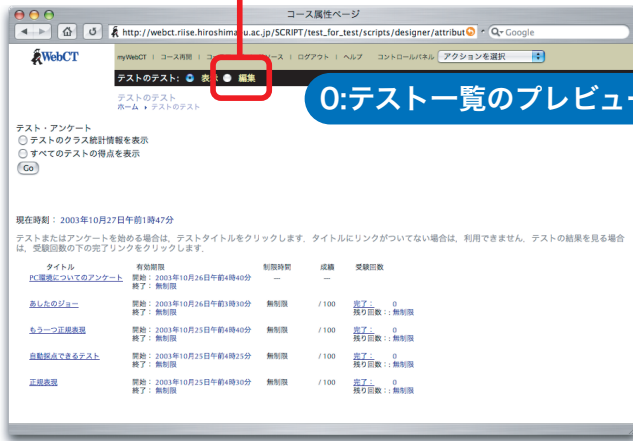 コース属性ページ
http://webct.riise.hiroshima-u.ac.jp/SCRIPT/test_for_test/scripts/designer/attribut
Google
WebCT
myWebCT | コース再開 | ログアウト | ヘルプ コントロールパネル アクションを選択
テストのテスト: 表示 編集
0:テスト一覧のプレビュー
テストのテスト
ホーム › テストのテスト
テスト・アンケート
テストのクラス統計情報を表示
すべてのテストの得点を表示
Go
現在時刻： 2003年10月27日午前1時47分
テストまたはアンケートを始める場合は，テストタイトルをクリックします．タイトルにリンクがついてない場合は，利用できません．テストの結果を見る場合
は，受験回数の下の完了リンクをクリックします．
タイトル 有効期限 制限時間 成績 受験回数
PC環境についてのアンケート 開始： 2003年10月26日午前4時40分 — —
終了： 無制限
あしたのジョー 開始： 2003年10月26日午前3時30分 無制限 / 100 完了： 0
終了： 無制限 残り回数：: 無制限
もう一つ正規表現 開始： 2003年10月25日午前4時40分 無制限 / 100 完了： 0
終了： 無制限 残り回数：: 無制限
自動採点できるテスト 開始： 2003年10月25日午前4時25分 無制限 / 100 完了： 0
終了： 無制限 残り回数：: 無制限
正規表現 開始： 2003年10月25日午前4時30分 無制限 / 100 完了： 0
終了： 無制限 残り回数：: 無制限